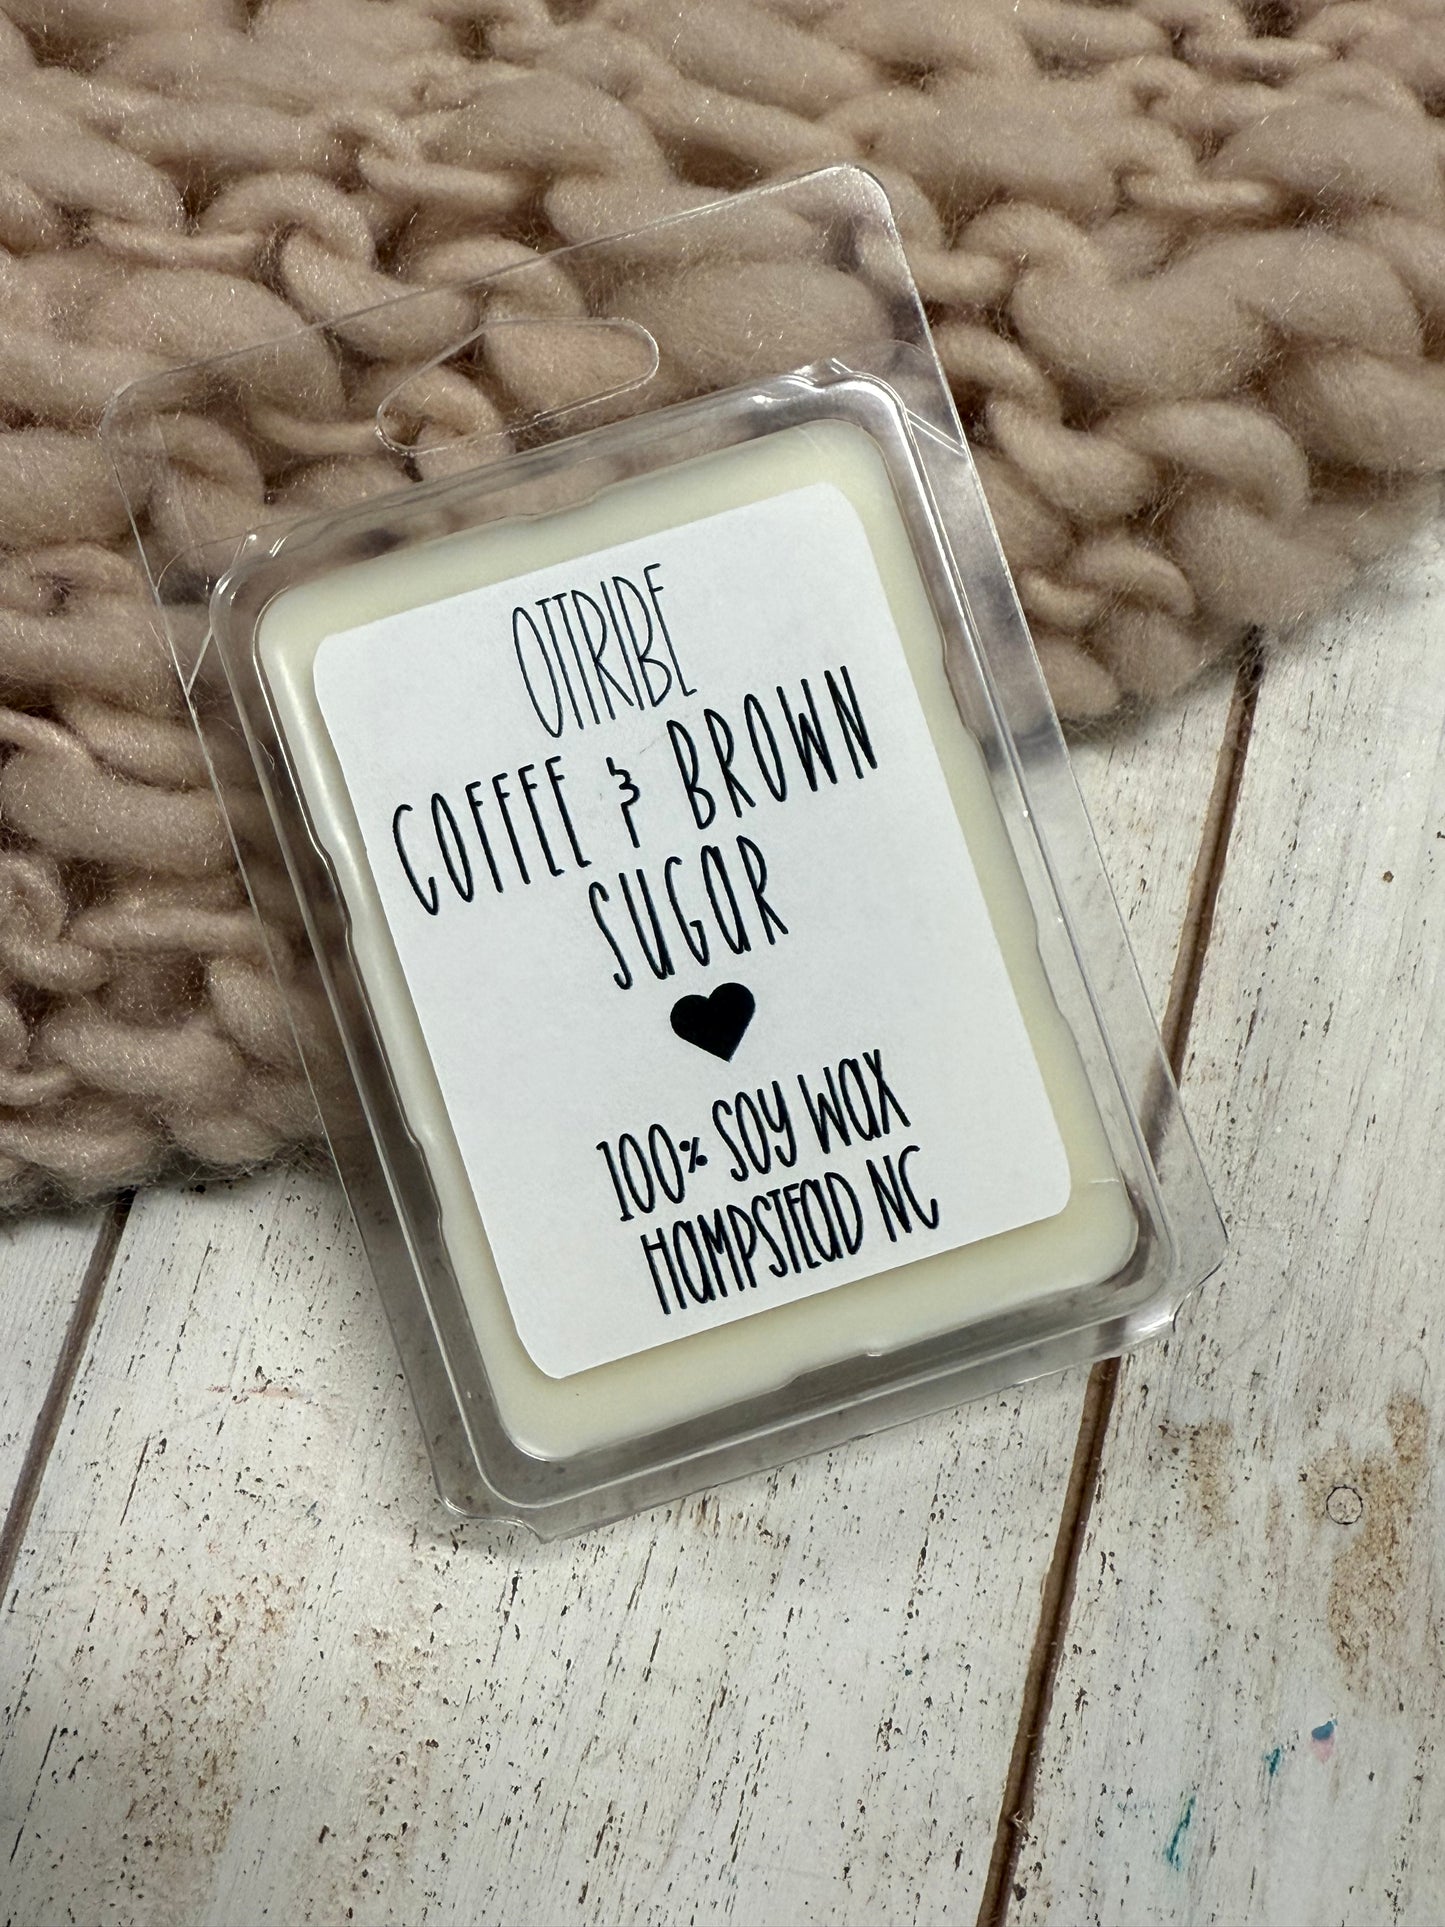 OTTRIBE
COFFEE & BROWN
SUGAR
100% SOY WAX
HAMPSTEAD NC